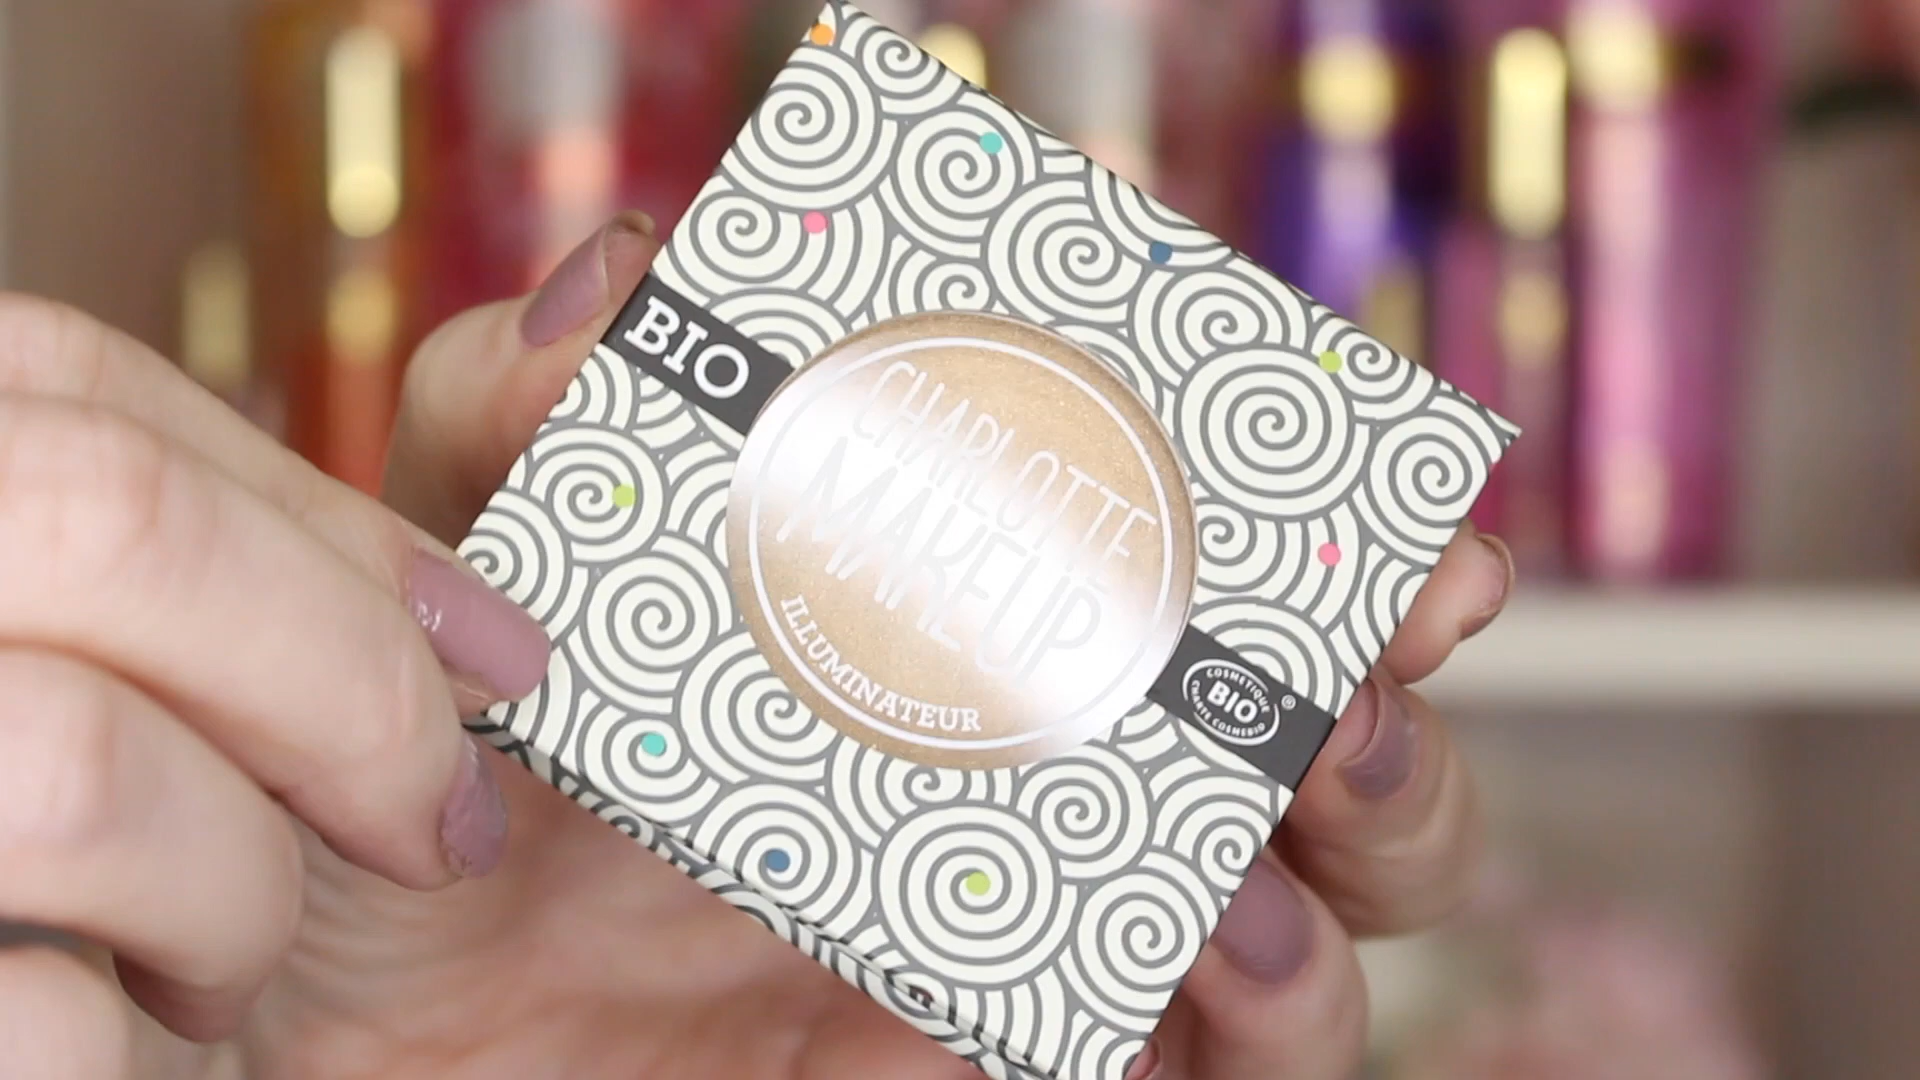 BIO
CHARLOTTE
MAKEUP
ILLUMINATEUR
COSMETIQUE
BIO
CHARTE COSMEBIO
®